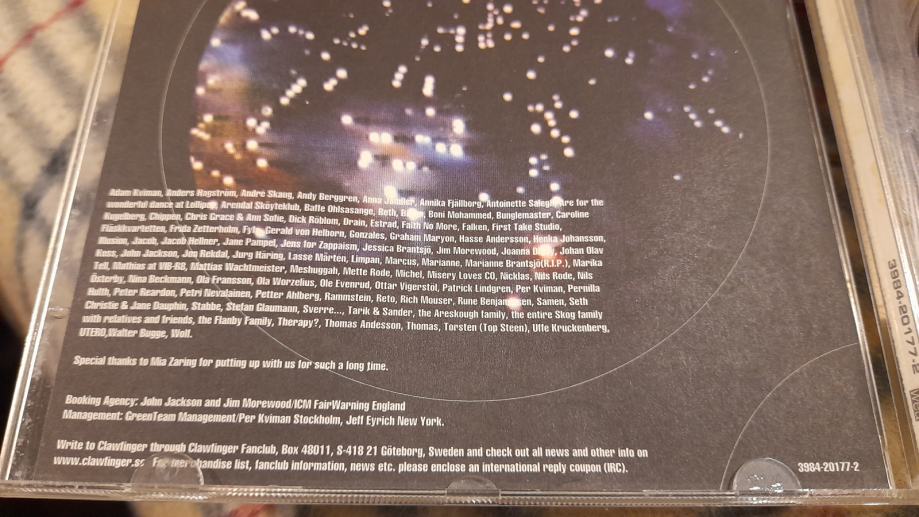 Adam Kviman, Anders Hagström, André Skaug, Andy Berggren, Anna Annika Fjällborg, Antoinette are for the
wonderful dance at Lollipop, Arendal Sköyteklub, Baffe Ohlsasange, Beth, Boni Mohammed, Bunglemaster, Caroline
Kugelberg, Chippen, Chris Grace & Ann Sofie, Dick Röblom, Drain, Estrad, Faith No More, Falken, First Take Studio,
Fläskkvartetten, Frida Zetterholm, Gerald von Helborn, Gonzales, Graham Maryon, Hasse Andersson, Henka Johansson,
Illusion, Jacob, Jacob Hellner, Jane Pampel, Jens for Zappaism, Jessica Brantsjö, Jim Morewood, Joanna Johan Olav
Koss, John Jackson, Jon Rekdal, Jurg Haring, Lasse Mårten, Limpan, Marcus, Marianne, Marianne Brantsjö(R.I.P.), Marika
Tell, Mathias at VIB-R8, Mattias Wachtmeister, Meshuggah, Mette Rode, Michel, Misery Loves CO, Nicklas, Nils Rode, Nils
Österby, Nina Beckmann, Ola Fransson, Ola Worzelius, Ole Evenrud, Ottar Vigerstöl, Patrick Lindgren, Per Kviman, Pernilla
Hulth, Peter Reardon, Petri Nevalainen, Petter Ahlberg, Rammstein, Reto, Rich Mouser, Rune Samen, Seth
Christie & Jane Dauphin, Stabbe, Stefan Glaumann, Sverre..., Tarik & Sander, the Areskough family, the entire Skog family
with relatives and friends, the Flanby Family, Therapy?, Thomas Andesson, Thomas, Torsten (Top Steen), Uffe Kruckenberg,
UTERO,Walter Bugge, Wolf.
Special thanks to Mia Zaring for putting up with us for such a long time.
Booking Agency: John Jackson and Jim Morewood/ICM FairWarning England
Management: GreenTeam Management/Per Kviman Stockholm, Jeff Eyrich New York.
Write to Clawfinger through Clawfinger Fanclub, Box 48011, S-418 21 Göteborg, Sweden and check out all news and other info on
www.clawfinger.se For merchandise list, fanclub information, news etc. please enclose an international reply coupon (IRC).
3984-20177-2
3984-20177-2